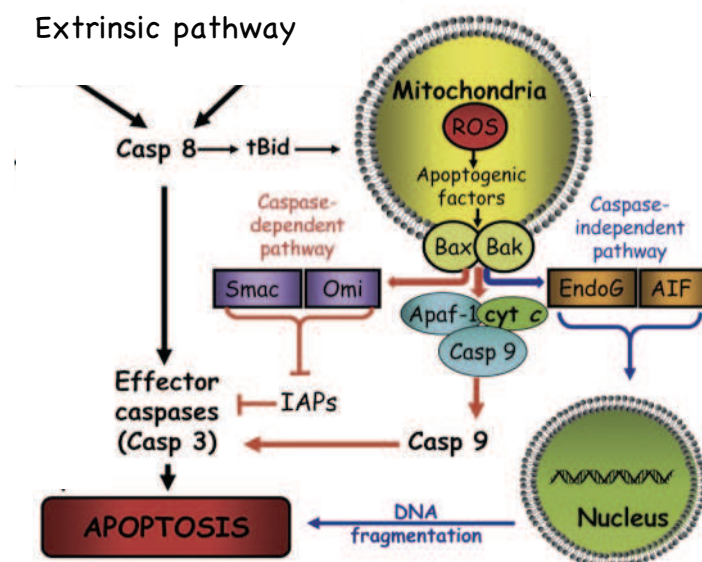 Extrinsic pathway
Mitochondria
ROS
Casp 8
tBid
Apoptogenic
factors
Caspase-
dependent
pathway
Caspase-
independent
pathway
Bax
Bak
Smac
Omi
EndoG
AIF
Apaf-1
cyt c
Casp 9
Effector
caspases
(Casp 3)
IAPs
Casp 9
Nucleus
APOPTOSIS
DNA
fragmentation